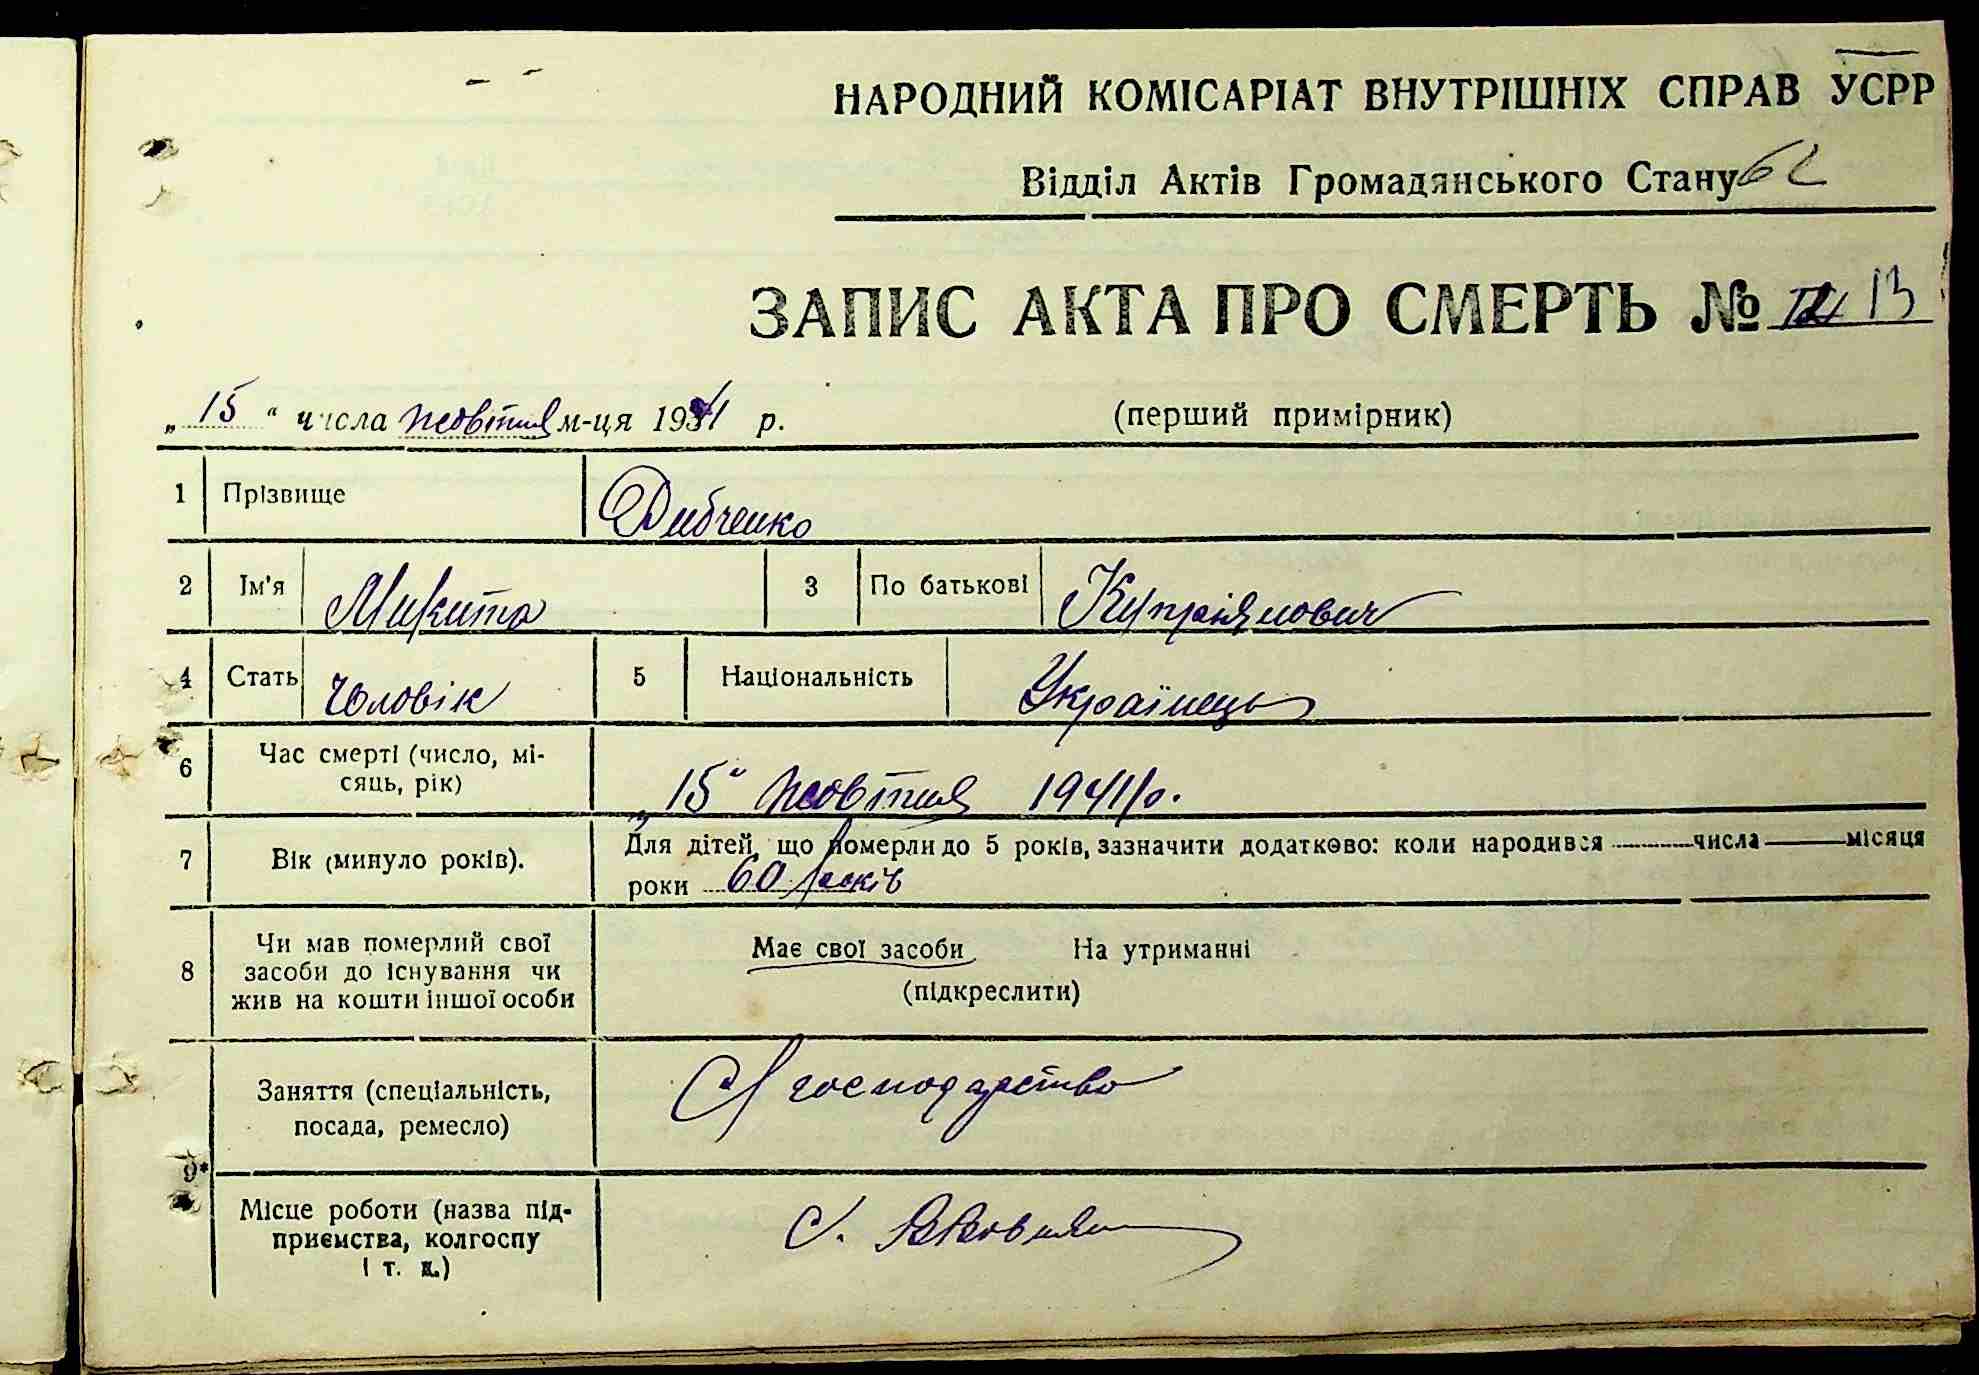 НАРОДНИЙ КОМІСАРІАТ ВНУТРІШНІХ СПРАВ УСРР
Відділ Актів Громадянського Стану 62
ЗАПИС АКТА ПРО СМЕРТЬ № 13
„15“ числа жовтня м-ця 1941 р. (перший примірник)
1 Прізвище Дибченко
2 Ім'я Микита 3 По батькові Купріянович
4 Стать Чоловік 5 Національність Українець
6 Час смерті (число, мі-
сяць, рік) „15“ жовтня 1941 р.
7 Вік (минуло років). Для дітей що померли до 5 років, зазначити додатково: коли народився числа місяця
роки 60 років
8 Чи мав померлий свої
засоби до існування чи
жив на кошти іншої особи
Має свої засоби На утриманні
(підкреслити)
9*
Заняття (спеціальність,
посада, ремесло) С/господарство
Місце роботи (назва під-
приємства, колгоспу
і т. д.) с.